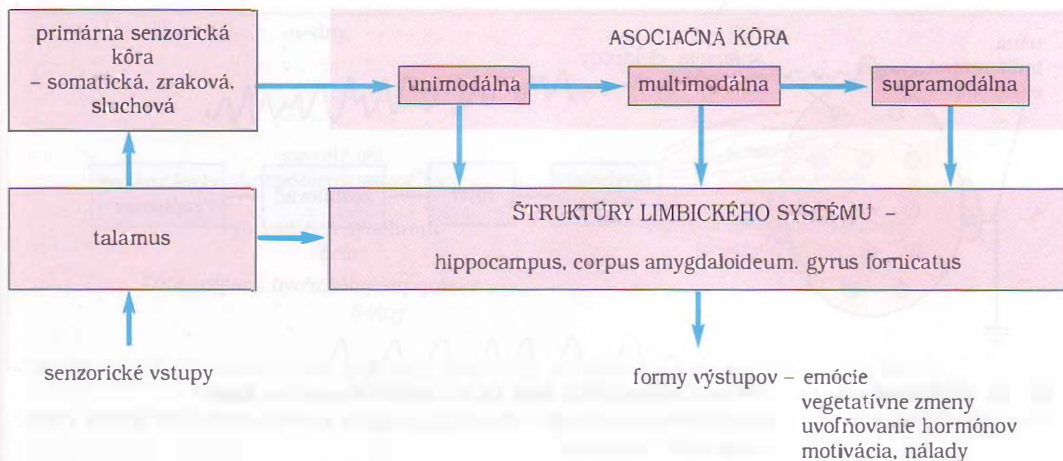 primárna senzorická
kôra
– somatická, zraková,
sluchová
ASOCIAČNÁ KÔRA
unimodálna
multimodálna
supramodálna
talamus
ŠTRUKTÚRY LIMBICKÉHO SYSTÉMU –
hippocampus, corpus amygdaloideum. gyrus fornicatus
senzorické vstupy
formy výstupov – emócie
vegetatívne zmeny
uvoľňovanie hormónov
motivácia, nálady